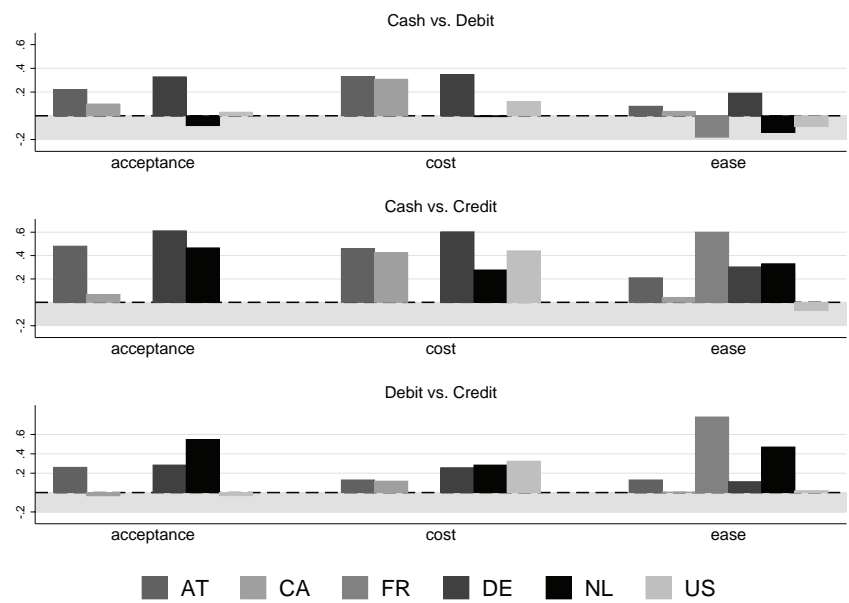 Cash vs. Debit
.6
.2
-.2
acceptance cost ease
Cash vs. Credit
.6
.4
.2
-.2
acceptance cost ease
Debit vs. Credit
.6
.4
.2
-.2
acceptance cost ease
AT CA FR DE NL US